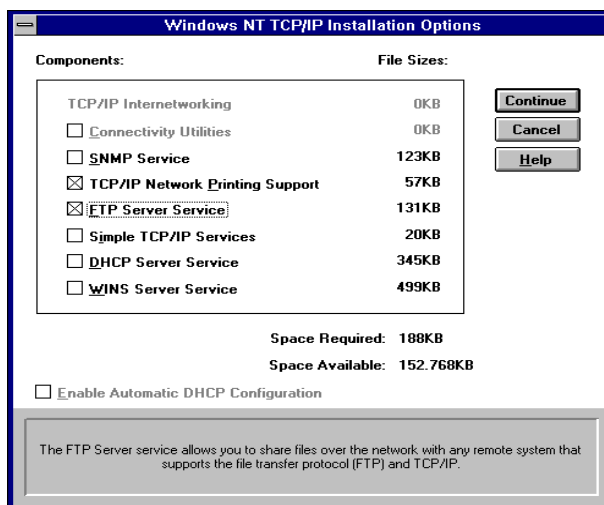 Windows NT TCP/IP Installation Options
Components: File Sizes:
TCP/IP Internetworking 0KB
Connectivity Utilities 0KB
SNMP Service 123KB
TCP/IP Network Printing Support 57KB
FTP Server Service 131KB
Simple TCP/IP Services 20KB
DHCP Server Service 345KB
WINS Server Service 499KB
Continue
Cancel
Help
Space Required: 188KB
Space Available: 152.768KB
Enable Automatic DHCP Configuration
The FTP Server service allows you to share files over the network with any remote system that
supports the file transfer protocol (FTP) and TCP/IP.